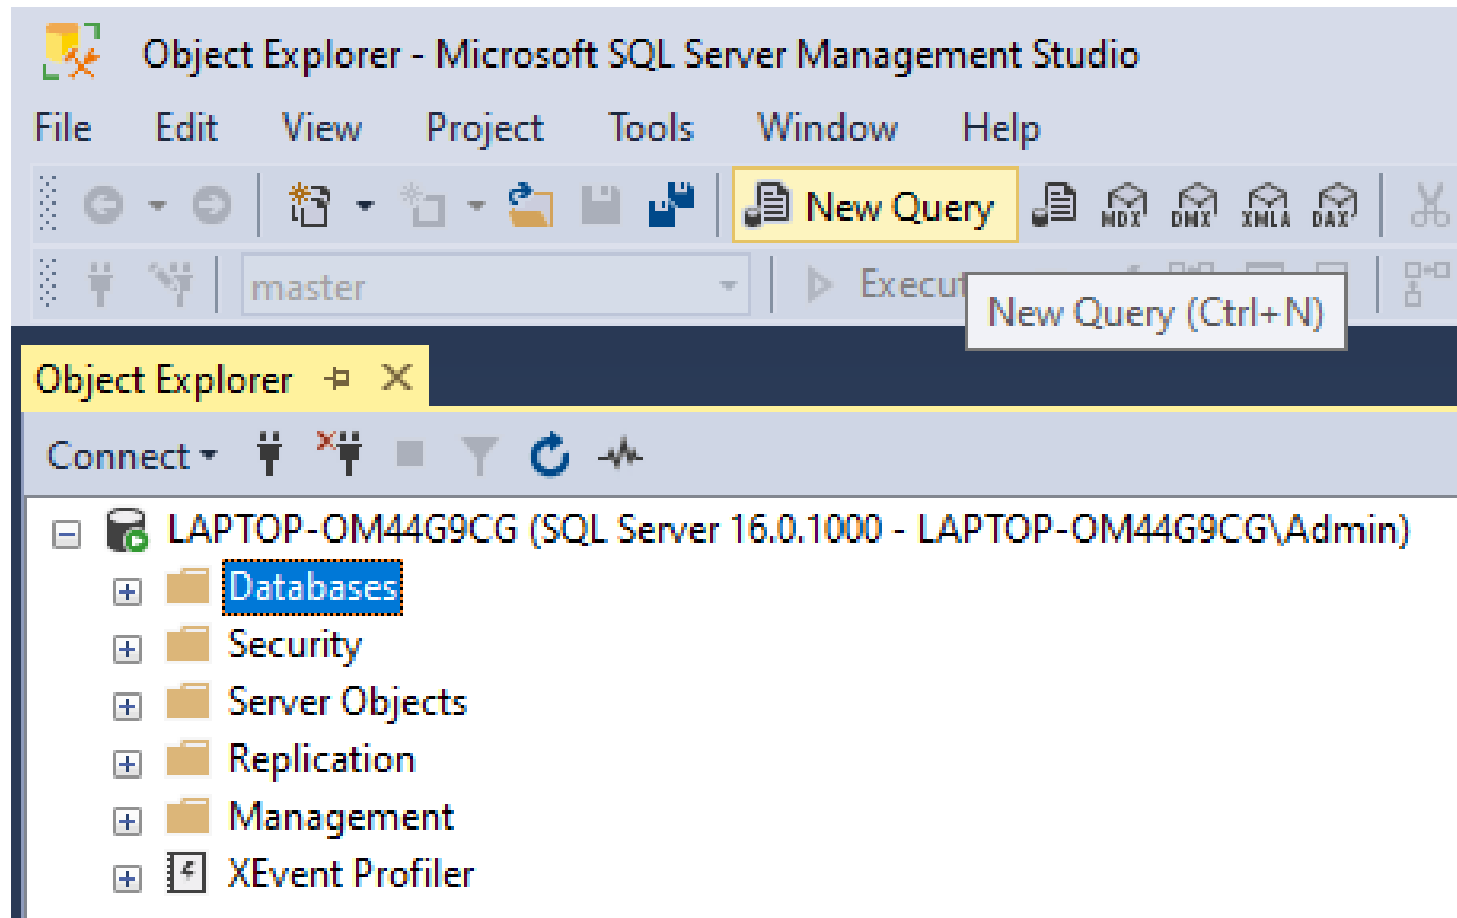 Object Explorer - Microsoft SQL Server Management Studio
File Edit View Project Tools Window Help
New Query MDX DMX XMLA DAX
master Execut
New Query (Ctrl+N)
Object Explorer
Connect
LAPTOP-OM44G9CG (SQL Server 16.0.1000 - LAPTOP-OM44G9CG\Admin)
Databases
Security
Server Objects
Replication
Management
XEvent Profiler